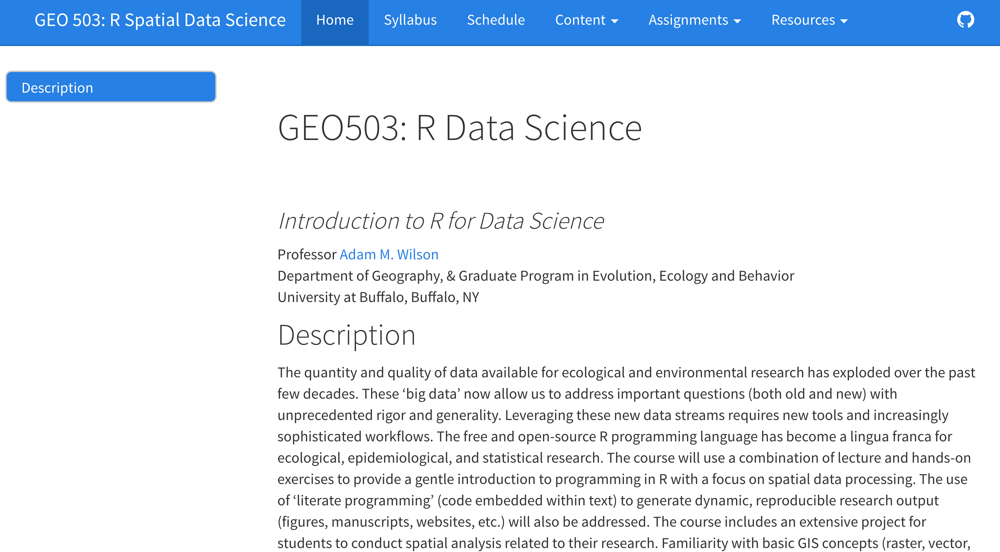 GEO 503: R Spatial Data Science Home Syllabus Schedule Content Assignments Resources
Description
GEO503: R Data Science
Introduction to R for Data Science
Professor Adam M. Wilson
Department of Geography, & Graduate Program in Evolution, Ecology and Behavior
University at Buffalo, Buffalo, NY
Description
The quantity and quality of data available for ecological and environmental research has exploded over the past
few decades. These ‘big data’ now allow us to address important questions (both old and new) with
unprecedented rigor and generality. Leveraging these new data streams requires new tools and increasingly
sophisticated workflows. The free and open-source R programming language has become a lingua franca for
ecological, epidemiological, and statistical research. The course will use a combination of lecture and hands-on
exercises to provide a gentle introduction to programming in R with a focus on spatial data processing. The use
of ‘literate programming’ (code embedded within text) to generate dynamic, reproducible research output
(figures, manuscripts, websites, etc.) will also be addressed. The course includes an extensive project for
students to conduct spatial analysis related to their research. Familiarity with basic GIS concepts (raster, vector,